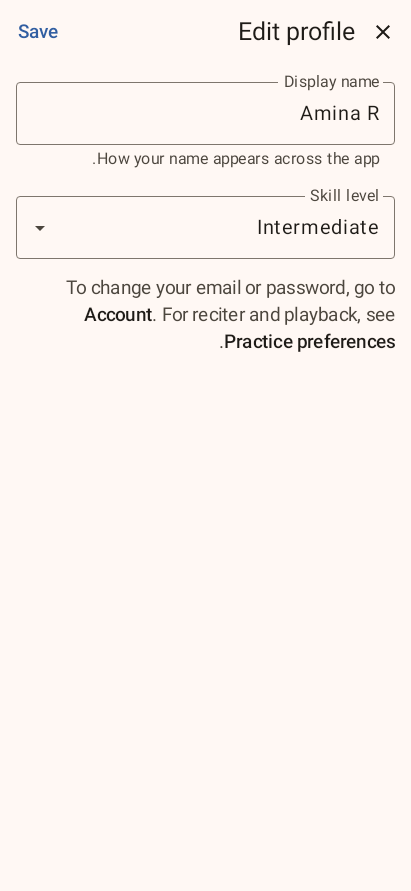 Edit profile
Save
Display name
Amina R
How your name appears across the app.
Skill level
Intermediate
To change your email or password, go to
Account. For reciter and playback, see
Practice preferences.